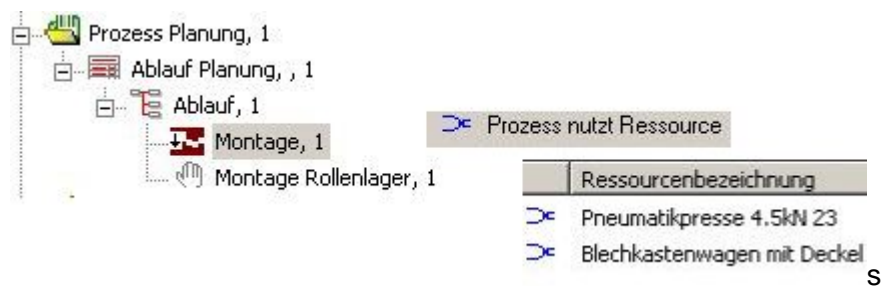 Prozess Planung, 1
Ablauf Planung, , 1
Ablauf, 1
Montage, 1
Montage Rollenlager, 1
Prozess nutzt Ressource
Ressourcenbezeichnung
Pneumatikpresse 4.5kN 23
Blechkastenwagen mit Deckel
s